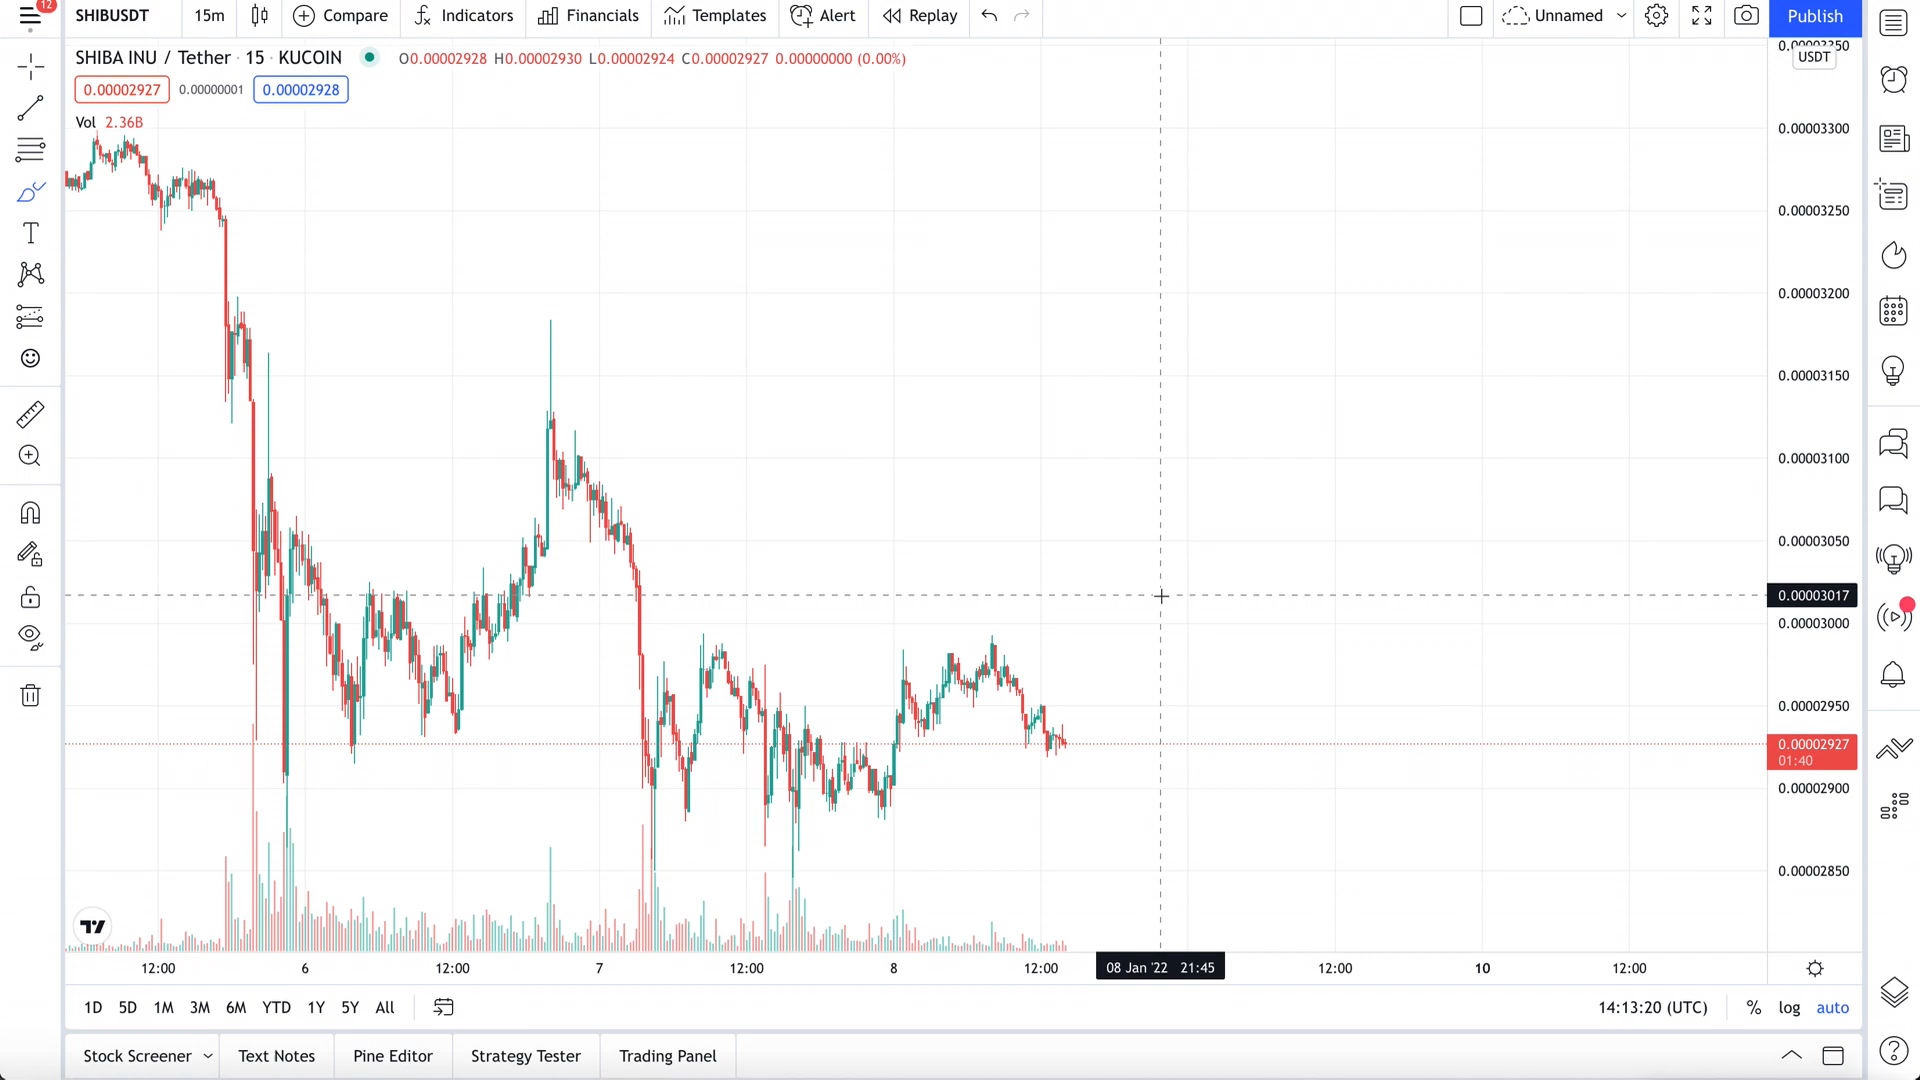 12
SHIBUSDT 15m Compare Indicators Financials Templates Alert Replay Unnamed Publish
SHIBA INU / Tether · 15 · KUCOIN O0.00002928 H0.00002930 L0.00002924 C0.00002927 0.00000000 (0.00%)
USDT
0.00002927 0.00000001 0.00002928
Vol 2.36B
0.00003300
0.00003250
0.00003200
0.00003150
0.00003100
0.00003050
0.00003017
0.00003000
0.00002950
0.00002927
01:40
0.00002900
0.00002850
12:00 6 12:00 7 12:00 8 12:00 08 Jan '22 21:45 12:00 10 12:00
1D 5D 1M 3M 6M YTD 1Y 5Y All 14:13:20 (UTC) % log auto
Stock Screener Text Notes Pine Editor Strategy Tester Trading Panel